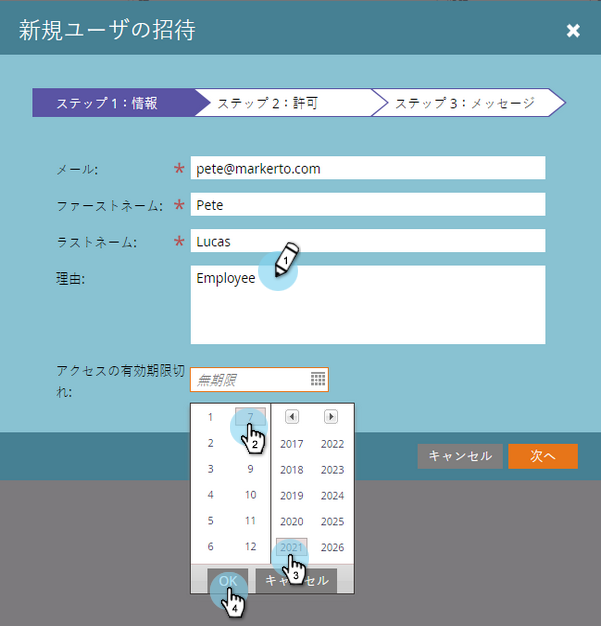 新規ユーザの招待
ステップ 1：情報 ステップ 2：許可 ステップ 3：メッセージ
メール: * pete@markerto.com
ファーストネーム: * Pete
ラストネーム: * Lucas
1
理由: Employee
アクセスの有効期限切
れ:
無期限
1 7
2 2 2017 2022
3 9 2018 2023
4 10 2019 2024
5 11 2020 2025
6 12 2021 2026
3
OK キャンセル
4
キャンセル 次へ